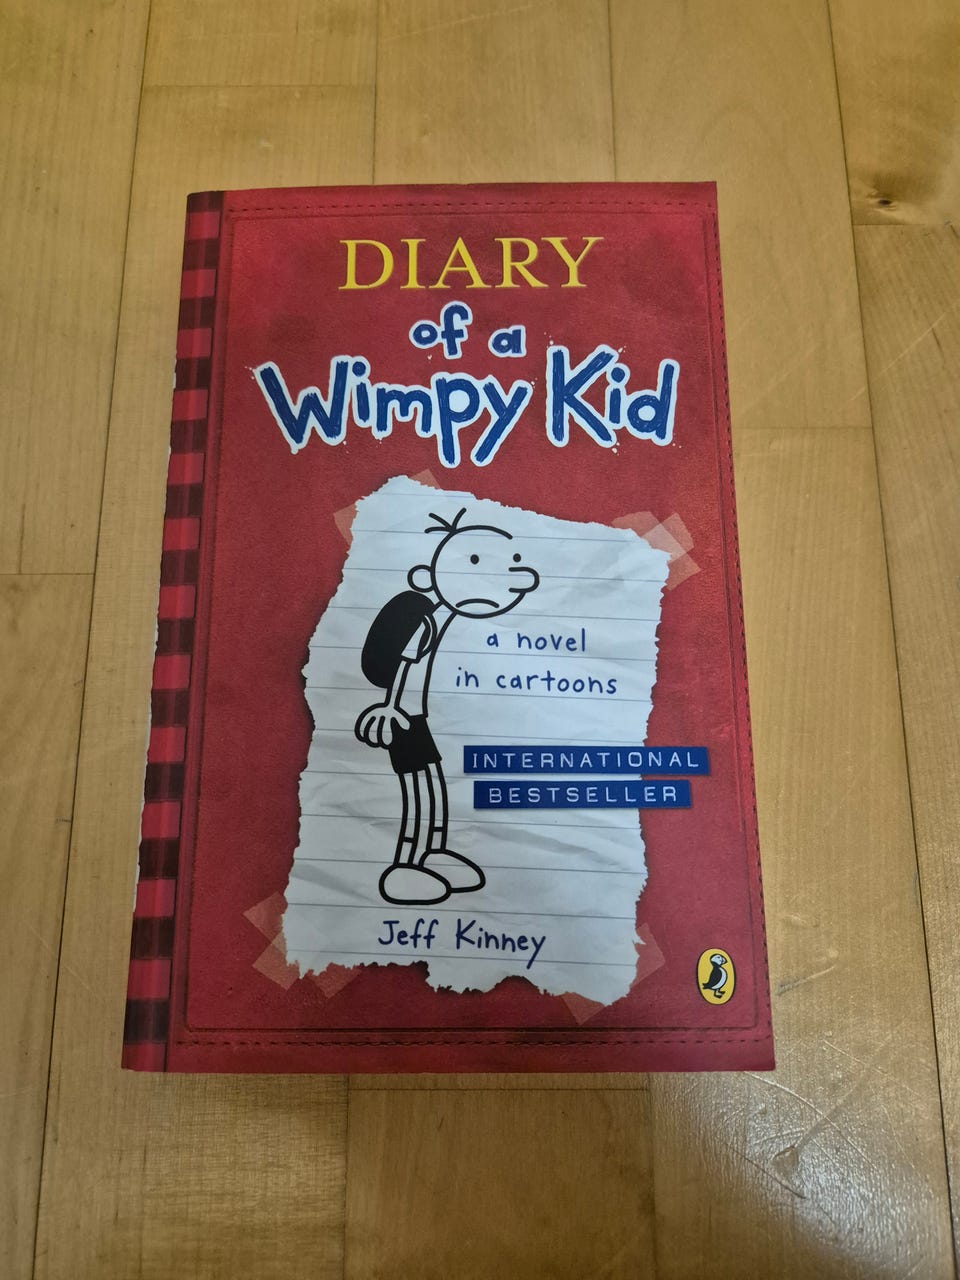 DIARY
of a
Wimpy Kid
a novel
in cartoons
INTERNATIONAL
BESTSELLER
Jeff Kinney